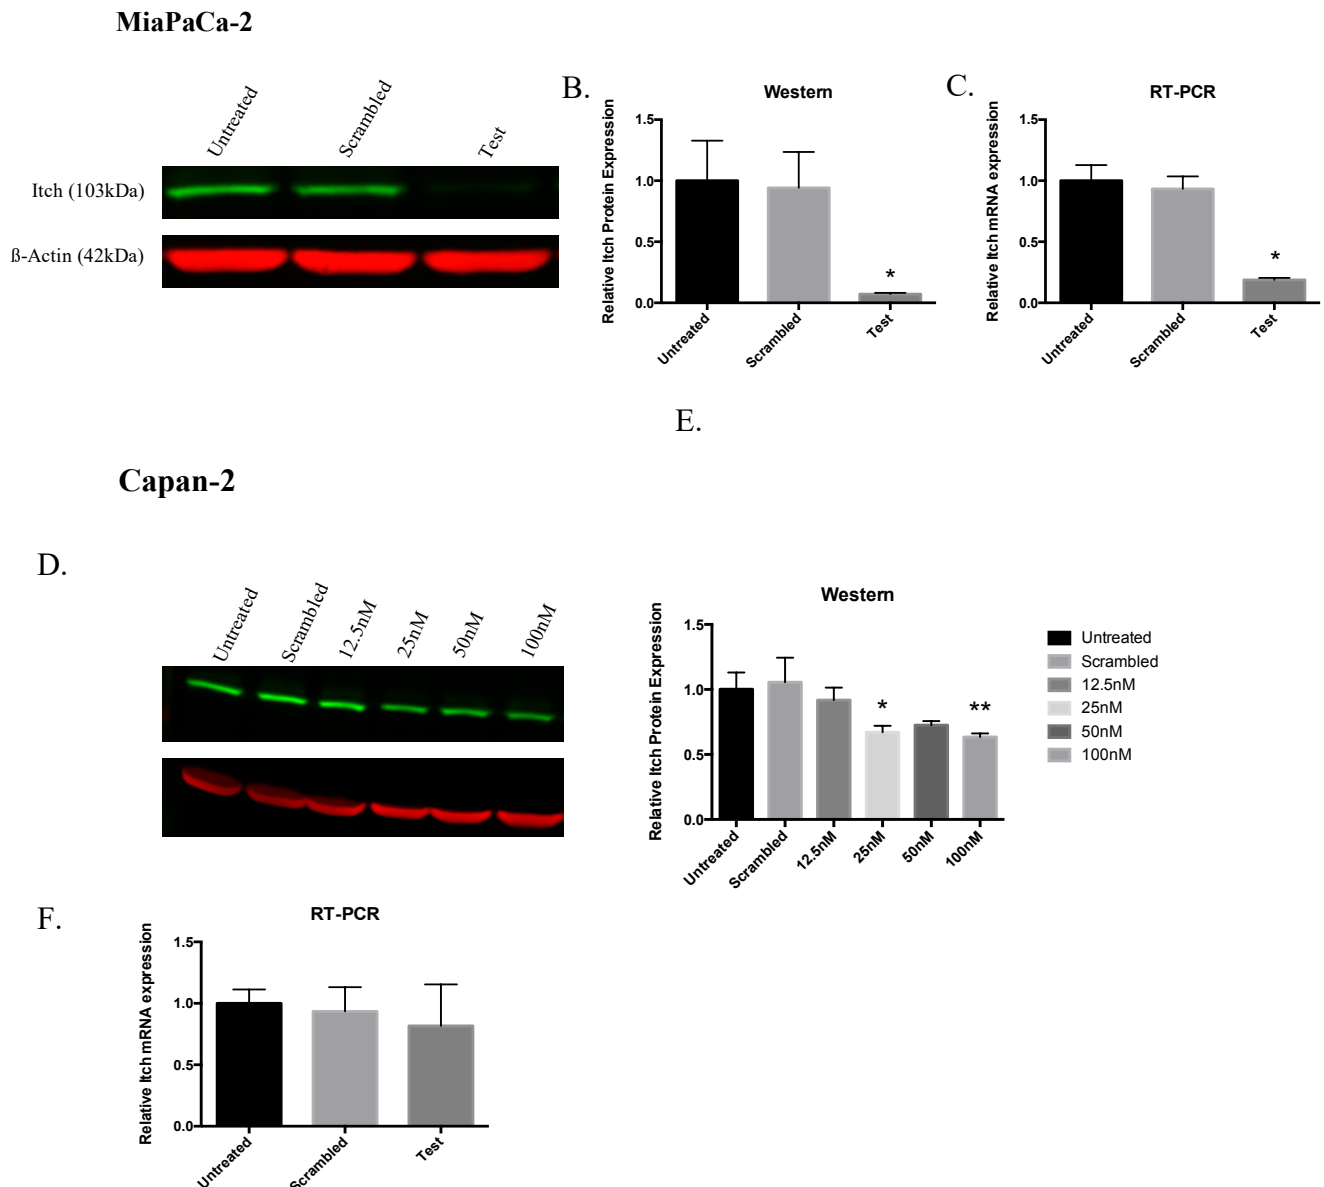 MiaPaCa-2
Untreated
Scrambled
Test
Itch (103kDa)
ß-Actin (42kDa)
B.
Western
Relative Itch Protein Expression
1.5
1.0
0.5
0.0
Untreated
Scrambled
Test
*
C.
RT-PCR
Relative Itch mRNA expression
1.5
1.0
0.5
0.0
Untreated
Scrambled
Test
*
E.
Capan-2
D.
Untreated
Scrambled
12.5nM
25nM
50nM
100nM
Western
Relative Itch Protein Expression
1.5
1.0
0.5
0.0
*
**
Untreated
Scrambled
12.5nM
25nM
50nM
100nM
Untreated
Scrambled
12.5nM
25nM
50nM
100nM
F.
RT-PCR
Relative Itch mRNA expression
1.5
1.0
0.5
0.0
Untreated
Scrambled
Test